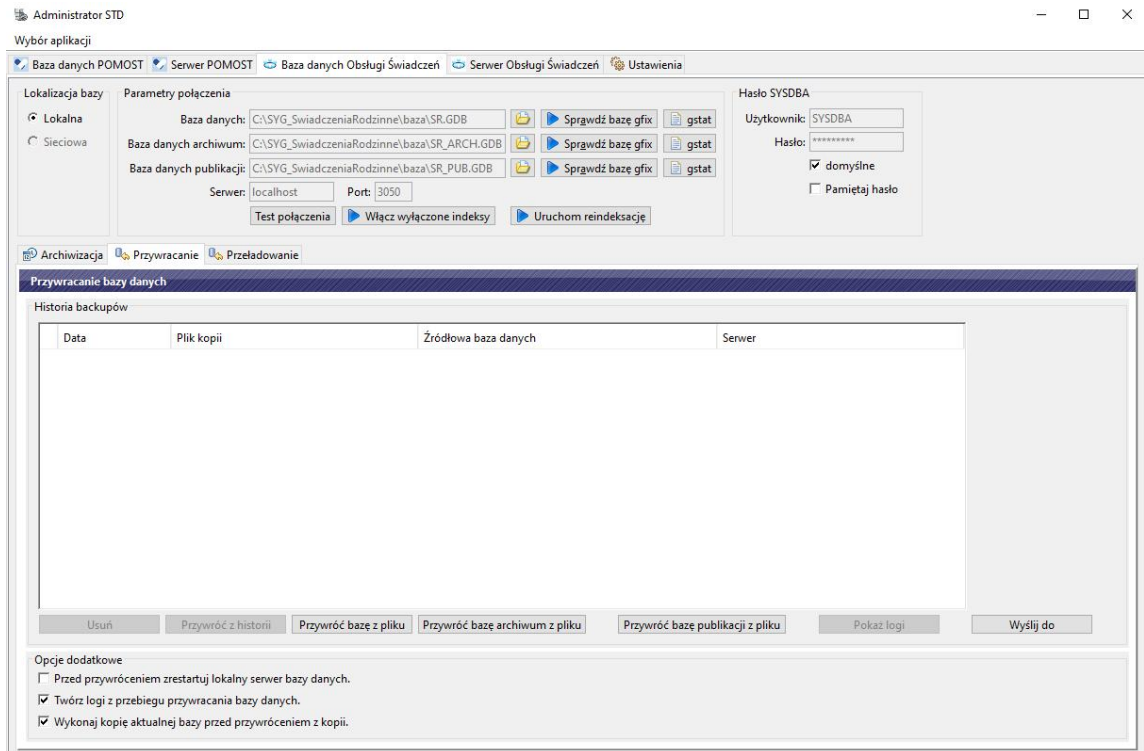 Administrator STD
Wybór aplikacji
Baza danych POMOST Serwer POMOST Baza danych Obsługi Świadczeń Serwer Obsługi Świadczeń Ustawienia
Lokalizacja bazy
Lokalna
Sieciowa
Parametry połączenia
Baza danych: C:\SYG_SwiadczeniaRodzinne\baza\SR.GDB Sprawdź bazę gfix gstat
Baza danych archiwum: C:\SYG_SwiadczeniaRodzinne\baza\SR_ARCH.GDB Sprawdź bazę gfix gstat
Baza danych publikacji: C:\SYG_SwiadczeniaRodzinne\baza\SR_PUB.GDB Sprawdź bazę gfix gstat
Serwer: localhost Port: 3050
Test połączenia Włącz wyłączone indeksy Uruchom reindeksację
Hasło SYSDBA
Użytkownik: SYSDBA
Hasło: *********
domyślne
Pamiętaj hasło
Archiwizacja Przywracanie Przeładowanie
Przywracanie bazy danych
Historia backupów
Data Plik kopii Źródłowa baza danych Serwer
Usuń Przywróć z historii Przywróć bazę z pliku Przywróć bazę archiwum z pliku Przywróć bazę publikacji z pliku Pokaż logi Wyślij do
Opcje dodatkowe
Przed przywróceniem zrestartuj lokalny serwer bazy danych.
Twórz logi z przebiegu przywracania bazy danych.
Wykonaj kopię aktualnej bazy przed przywróceniem z kopii.